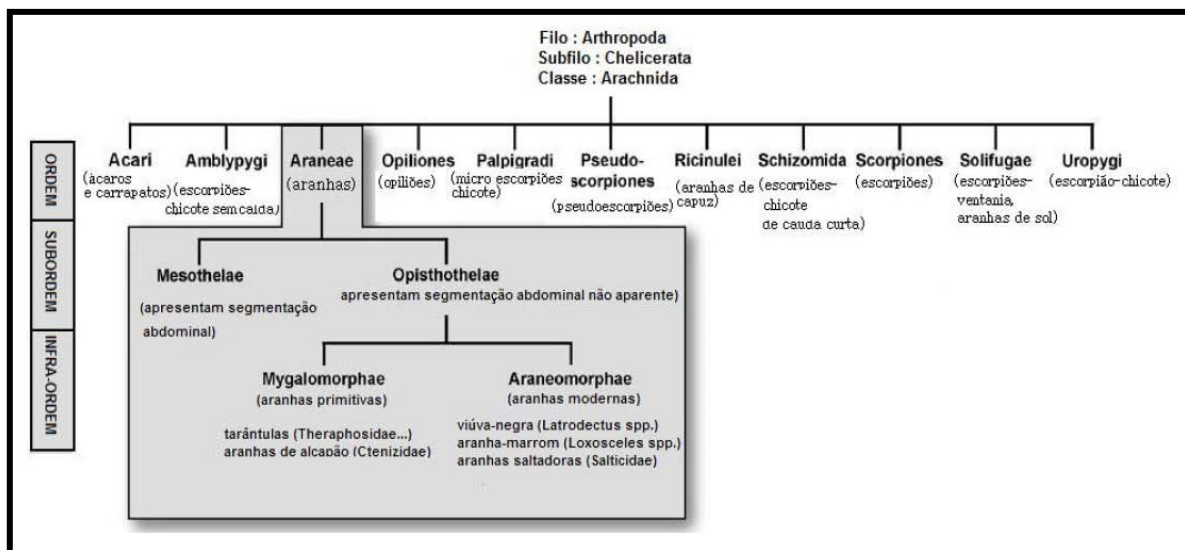 Filo : Arthropoda
Subfilo : Chelicerata
Classe : Arachnida
ORDEM
Acari
(ácaros
e carrapatos)
Amblypygi
(escorpiões-
chicote sem cauda)
Araneae
(aranhas)
Opiliones
(opiliões)
Palpigradi
(micro escorpiões
chicote)
Pseudo-
scorpiones
(pseudoescorpiões)
Ricinulei
(aranhas de
capuz)
Schizomida
(escorpiões-
chicote
de cauda curta)
Scorpiones
(escorpiões)
Solifugae
(escorpiões-
ventania,
aranhas de sol)
Uropygi
(escorpião-chicote)
SUBORDEM
Mesothelae
(apresentam segmentação
abdominal)
Opisthothelae
apresentam segmentação abdominal não aparente)
INFRA-ORDEM
Mygalomorphae
(aranhas primitivas)
tarântulas (Theraphosidae...)
aranhas de alcapão (Ctenizidae)
Araneomorphae
(aranhas modernas)
viúva-negra (Latrodectus spp.)
aranha-marrom (Loxosceles spp.)
aranhas saltadoras (Salticidae)